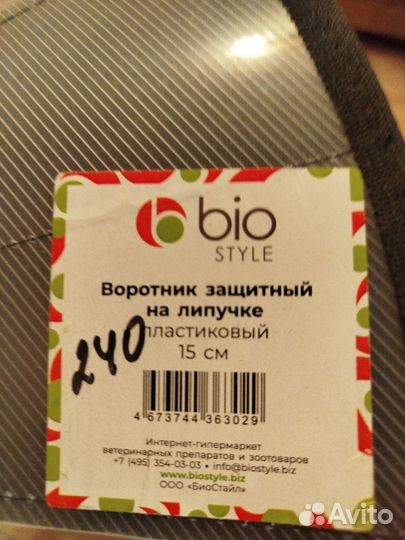 bio
STYLE
Воротник защитный
на липучке
пластиковый
15 см
240
4 673744 363029
Интернет-гипермаркет
ветеринарных препаратов и зоотоваров
+7 (495) 354-03-03 • info@biostyle.biz
www.biostyle.biz
ООО «БиоСтайл»
Avito